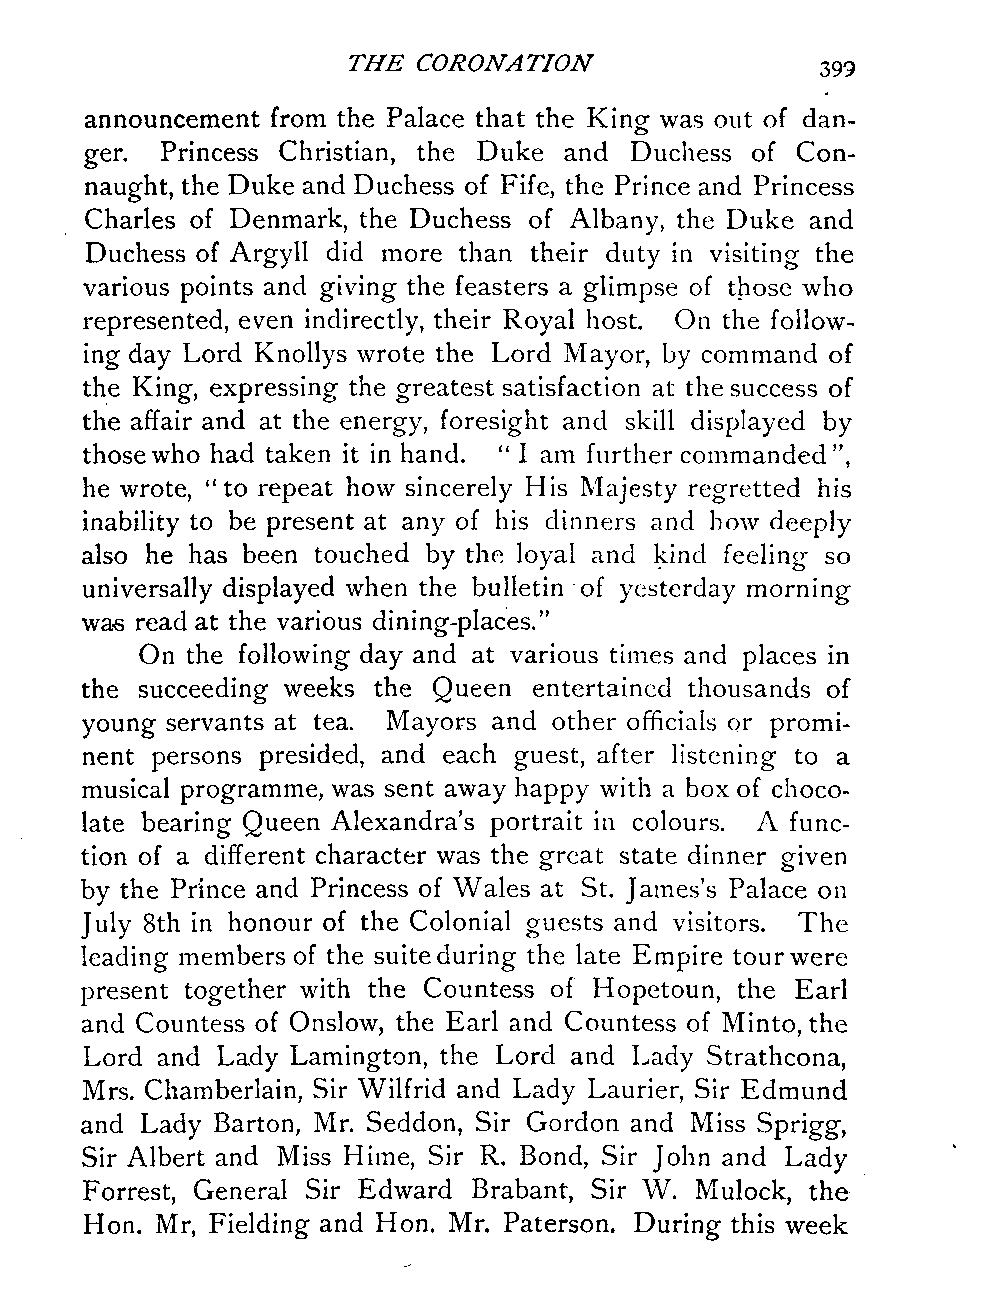 THE CORONATION 399
announcement from the Palace that the King was out of dan-
ger. Princess Christian, the Duke and Duchess of Con-
naught, the Duke and Duchess of Fife, the Prince and Princess
Charles of Denmark, the Duchess of Albany, the Duke and
Duchess of Argyll did more than their duty in visiting the
various points and giving the feasters a glimpse of those who
represented, even indirectly, their Royal host. On the follow-
ing day Lord Knollys wrote the Lord Mayor, by command of
the King, expressing the greatest satisfaction at the success of
the affair and at the energy, foresight and skill displayed by
those who had taken it in hand. “I am further commanded”,
he wrote, “to repeat how sincerely His Majesty regretted his
inability to be present at any of his dinners and how deeply
also he has been touched by the loyal and kind feeling so
universally displayed when the bulletin of yesterday morning
was read at the various dining-places.”
On the following day and at various times and places in
the succeeding weeks the Queen entertained thousands of
young servants at tea. Mayors and other officials or promi-
nent persons presided, and each guest, after listening to a
musical programme, was sent away happy with a box of choco-
late bearing Queen Alexandra's portrait in colours. A func-
tion of a different character was the great state dinner given
by the Prince and Princess of Wales at St. James's Palace on
July 8th in honour of the Colonial guests and visitors. The
leading members of the suite during the late Empire tour were
present together with the Countess of Hopetoun, the Earl
and Countess of Onslow, the Earl and Countess of Minto, the
Lord and Lady Lamington, the Lord and Lady Strathcona,
Mrs. Chamberlain, Sir Wilfrid and Lady Laurier, Sir Edmund
and Lady Barton, Mr. Seddon, Sir Gordon and Miss Sprigg,
Sir Albert and Miss Hime, Sir R. Bond, Sir John and Lady
Forrest, General Sir Edward Brabant, Sir W. Mulock, the
Hon. Mr, Fielding and Hon. Mr. Paterson. During this week